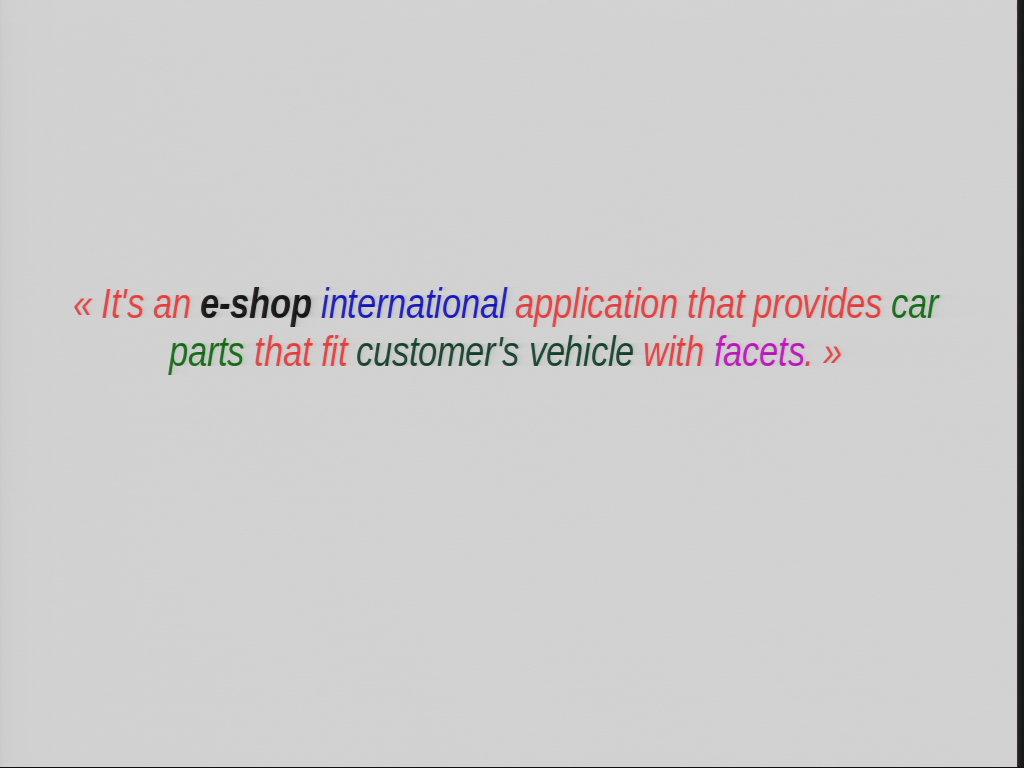 « It's an e-shop international application that provides car
parts that fit customer's vehicle with facets. »